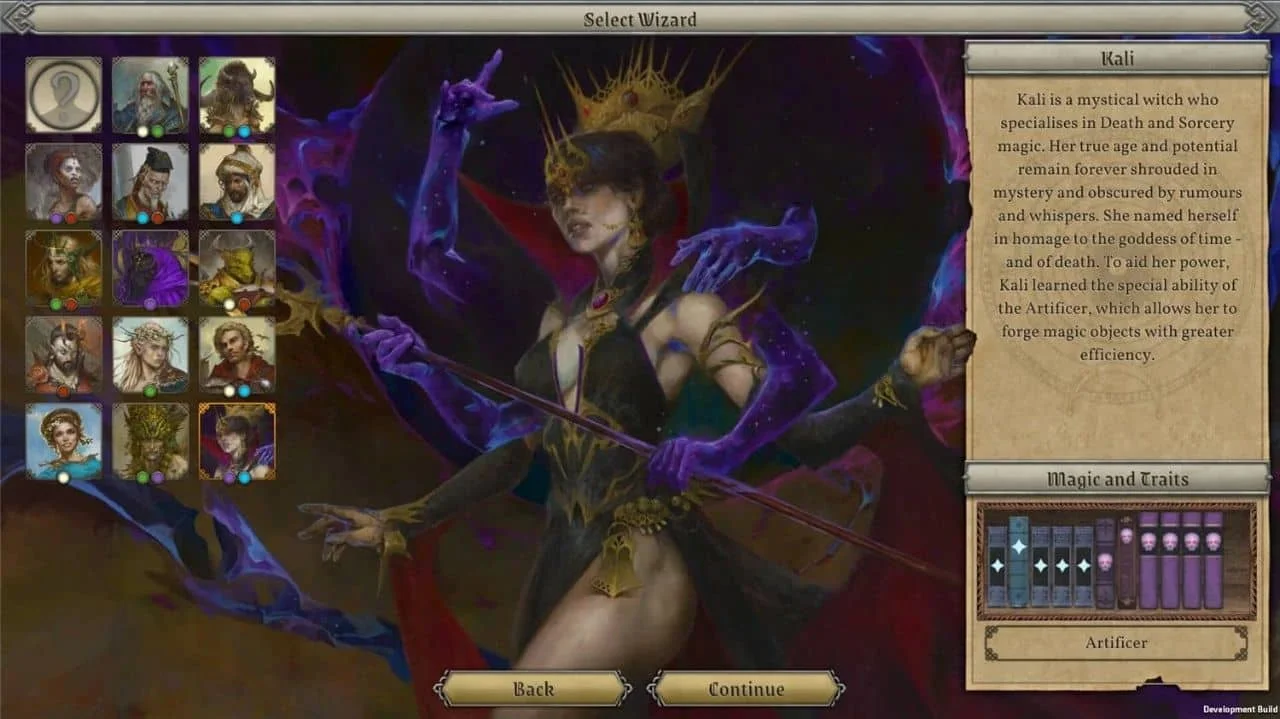 Select Wizard
Kali
Kali is a mystical witch who
specialises in Death and Sorcery
magic. Her true age and potential
remain forever shrouded in
mystery and obscured by rumours
and whispers. She named herself
in homage to the goddess of time -
and of death. To aid her power,
Kali learned the special ability of
the Artificer, which allows her to
forge magic objects with greater
efficiency.
Magic and Traits
Artificer
Back
Continue
Development Build